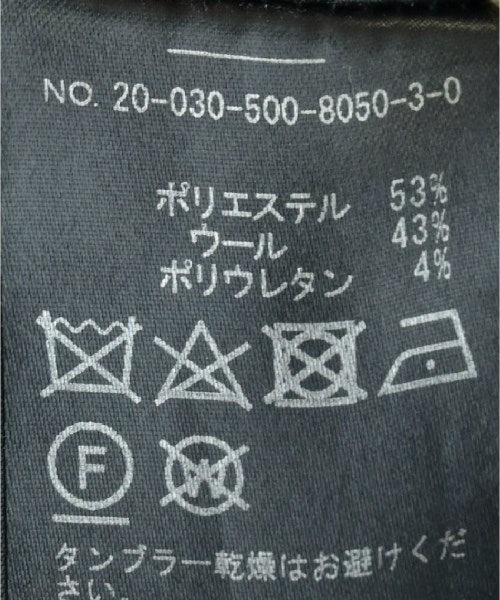 NO. 20-030-500-8050-3-0
ポリエステル 53%
ウール 43%
ポリウレタン 4%
F W
タンブラー乾燥はお避けくだ
さい。